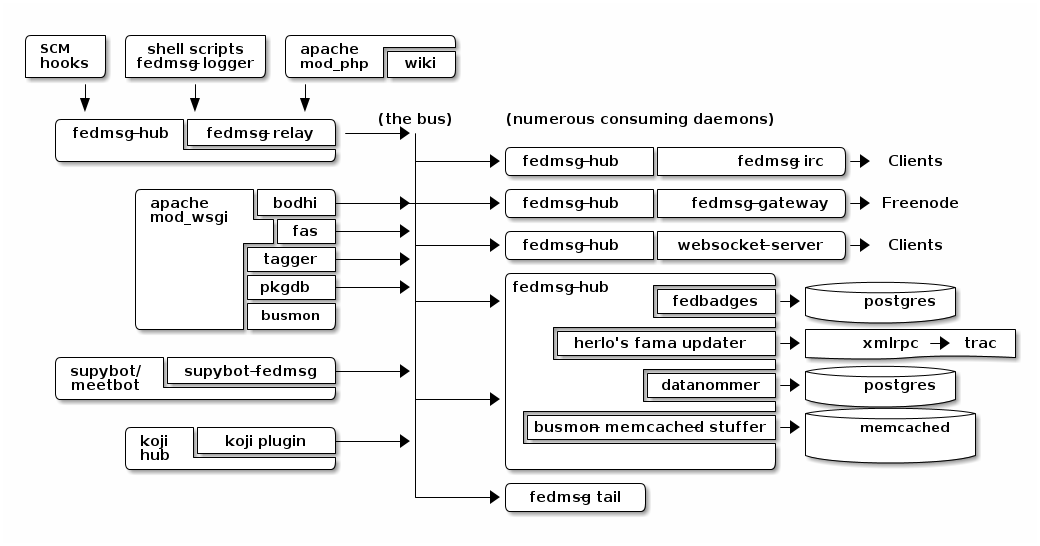 SCM
hooks
shell scripts
fedmsg-logger
apache
mod_php
wiki
(the bus)
(numerous consuming daemons)
fedmsg-hub
fedmsg-relay
fedmsg-hub
fedmsg-irc
Clients
apache
mod_wsgi
bodhi
fedmsg-hub
fedmsg-gateway
Freenode
fas
tagger
pkgdb
busmon
fedmsg-hub
websocket-server
Clients
fedmsg-hub
fedbadges
postgres
herlo's fama updater
xmlrpc
trac
datanommer
postgres
busmon-memcached-stuffer
memcached
supybot/
meetbot
supybot-fedmsg
koji
hub
koji plugin
fedmsg-tail